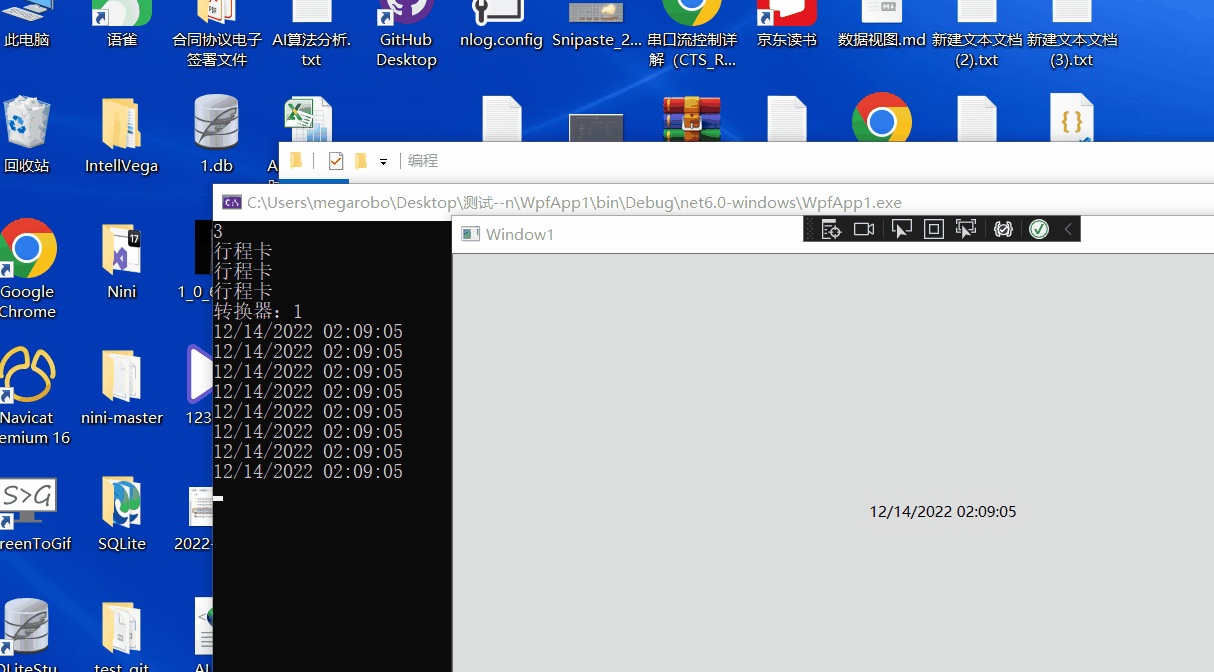 此电脑
语雀
合同协议电子
签署文件
AI算法分析.
txt
GitHub
Desktop
nlog.config
Snipaste_2...
串口流控制详
解（CTS_R...
京东读书
数据视图.md
新建文本文档
(2).txt
新建文本文档
(3).txt
回收站
IntellVega
1.db
编程
C:\Users\megarobo\Desktop\测试--n\WpfApp1\bin\Debug\net6.0-windows\WpfApp1.exe
Window1
3
行程卡
行程卡
行程卡
转换器：1
12/14/2022 02:09:05
12/14/2022 02:09:05
12/14/2022 02:09:05
12/14/2022 02:09:05
12/14/2022 02:09:05
12/14/2022 02:09:05
12/14/2022 02:09:05
12/14/2022 02:09:05
12/14/2022 02:09:05
Google
Chrome
17
Nini
1_0_6
Navicat
emium 16
nini-master
123
S>G
reenToGif
SQLite
2022-
QLiteStu
test_git
AI